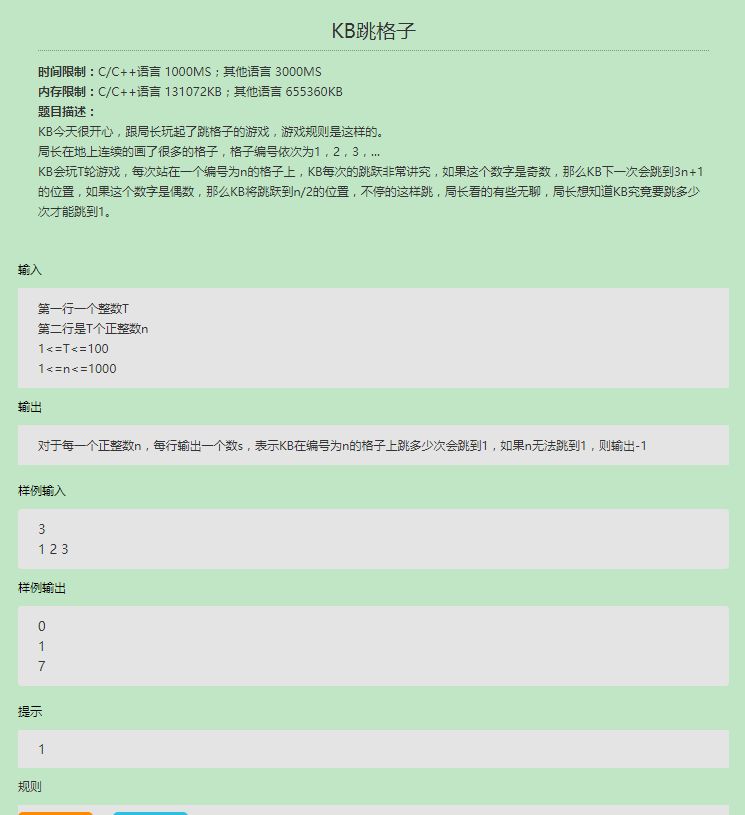 KB跳格子
时间限制：C/C++语言 1000MS；其他语言 3000MS
内存限制：C/C++语言 131072KB；其他语言 655360KB
题目描述：
KB今天很开心，跟局长玩起了跳格子的游戏，游戏规则是这样的。
局长在地上连续的画了很多的格子，格子编号依次为1，2，3，...
KB会玩T轮游戏，每次站在一个编号为n的格子上，KB每次的跳跃非常讲究，如果这个数字是奇数，那么KB下一次会跳到3n+1
的位置，如果这个数字是偶数，那么KB将跳跃到n/2的位置，不停的这样跳，局长看的有些无聊，局长想知道KB究竟要跳多少
次才能跳到1。
输入
第一行一个整数T
第二行是T个正整数n
1<=T<=100
1<=n<=1000
输出
对于每一个正整数n，每行输出一个数s，表示KB在编号为n的格子上跳多少次会跳到1，如果n无法跳到1，则输出-1
样例输入
3
1 2 3
样例输出
0
1
7
提示
1
规则